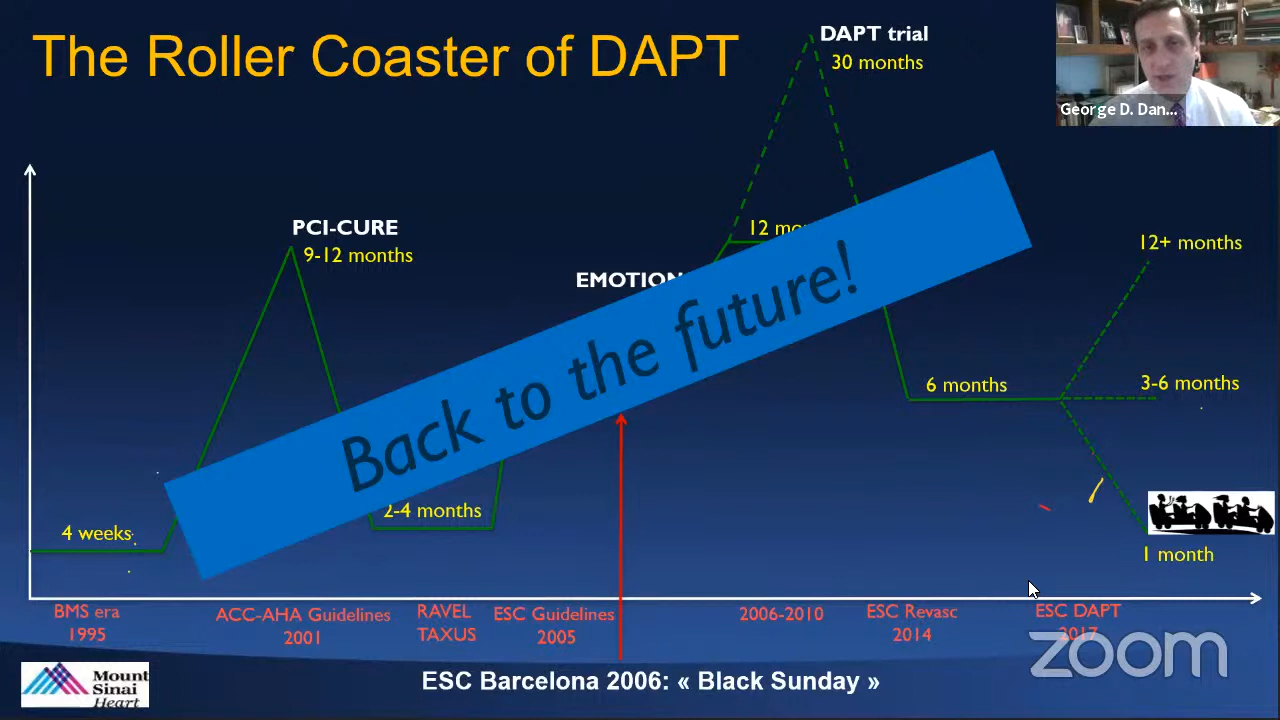 The Roller Coaster of DAPT
DAPT trial
30 months
George D. Dan...
PCI-CURE
9-12 months
12
12+ months
EMOTION
Back to the future!
6 months
3-6 months
2-4 months
4 weeks
1 month
BMS era
1995
ACC-AHA Guidelines
2001
RAVEL
TAXUS
ESC Guidelines
2005
2006-2010
ESC Revasc
2014
ESC DAPT
2017
zoom
Mount
Sinai
Heart
ESC Barcelona 2006: « Black Sunday »